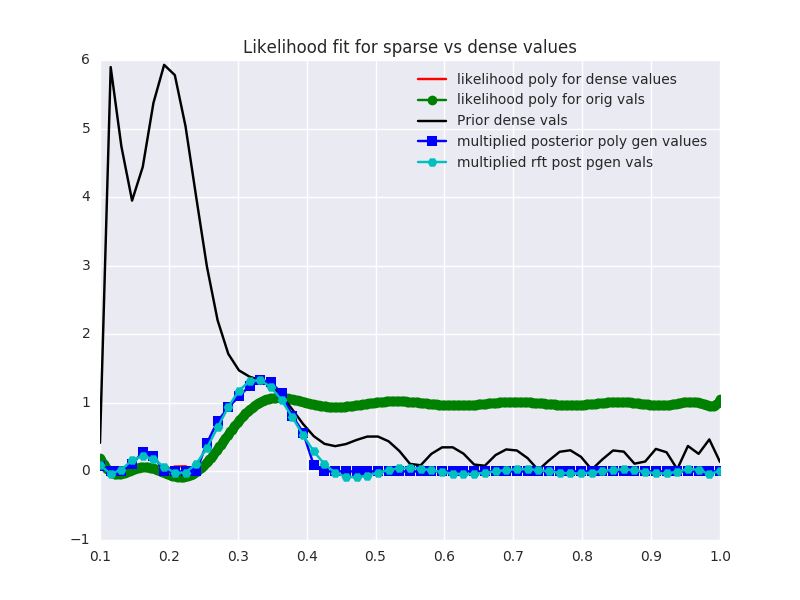 Likelihood fit for sparse vs dense values
likelihood poly for dense values
likelihood poly for orig vals
Prior dense vals
multiplied posterior poly gen values
multiplied rft post pgen vals
6
5
4
3
2
1
0
−1
0.1 0.2 0.3 0.4 0.5 0.6 0.7 0.8 0.9 1.0